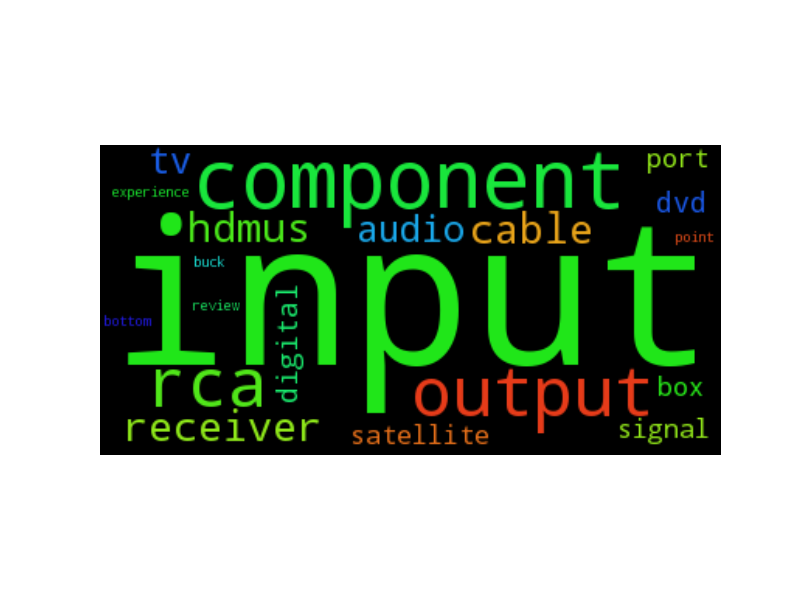 tv
component
port
experience
dvd
hdmus
audio
cable
point
input
buck
review
digital
bottom
rca
output
box
receiver
satellite
signal